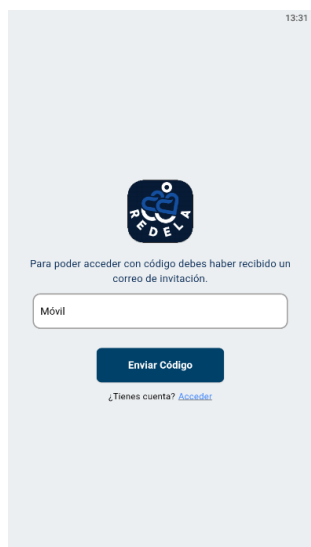 13:31
REDELA
Para poder acceder con código debes haber recibido un
correo de invitación.
Móvil
Enviar Código
¿Tienes cuenta? Acceder